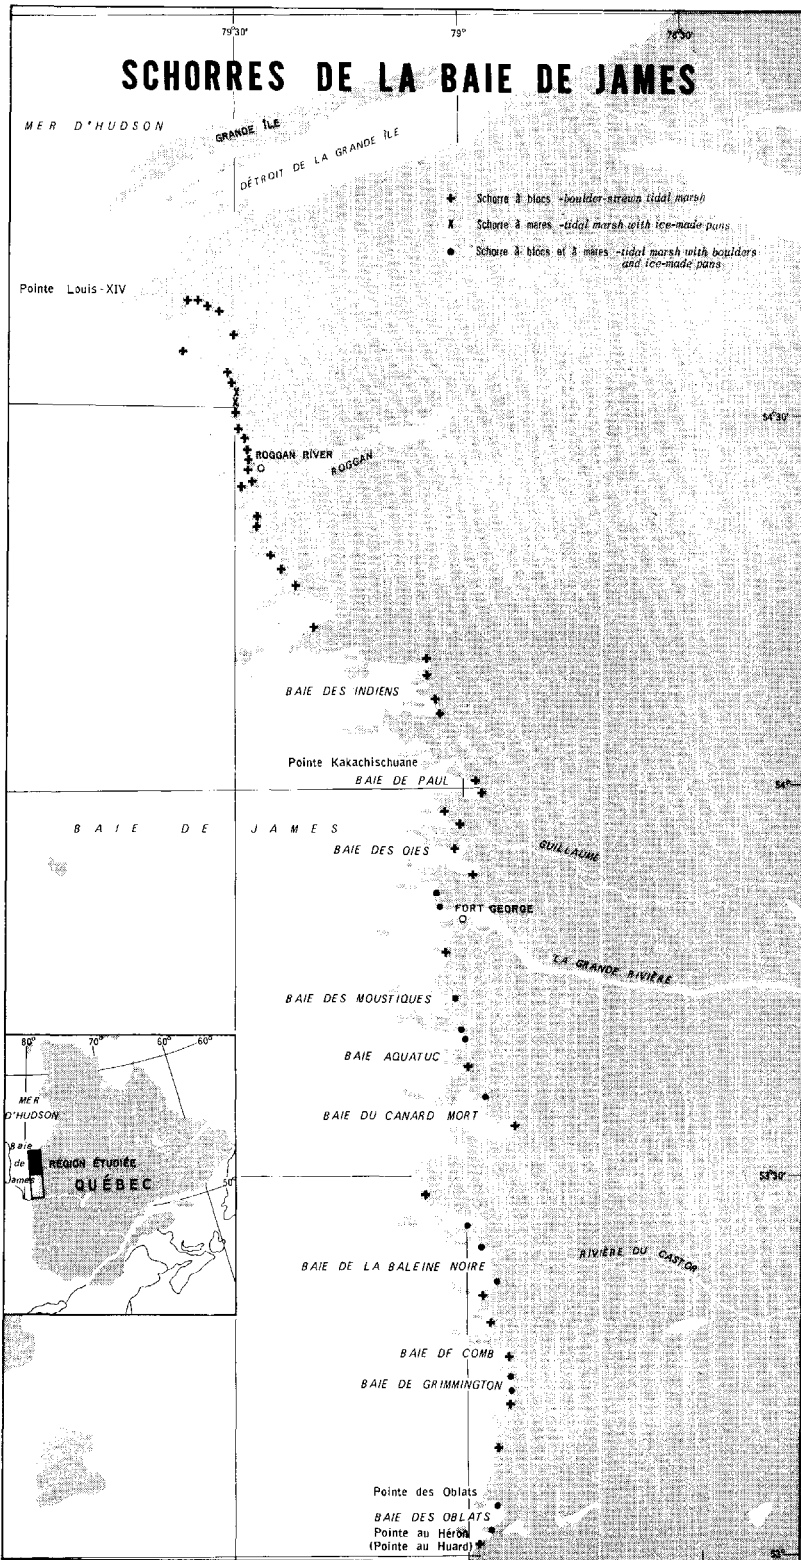 79°30'
79°
SCHORRES DE LA BAIE DE JAMES
MER D'HUDSON
GRANDE ÎLE
DÉTROIT DE LA GRANDE ÎLE
Schorre à blocs -boulder-strewn tidal marsh
Schorre à mares -tidal marsh with ice-made pans
Schorre à blocs et à mares -tidal marsh with boulders
and ice-made pans
Pointe Louis-XIV
54°30'
ROGGAN RIVER
ROGGAN
BAIE DES INDIENS
Pointe Kakachischuane
BAIE DE PAUL
54°
BAIE DE JAMES
BAIE DES OIES
GUILLAUME
FORT GEORGE
LA GRANDE RIVIÈRE
BAIE DES MOUSTIQUES
BAIE AQUATUC
BAIE DU CANARD MORT
80°
70°
60°
60°
MER
D'HUDSON
Baie
de
James
RÉGION ÉTUDIÉE
QUÉBEC
50°
53°30'
RIVIÈRE DU CASTOR
BAIE DE LA BALEINE NOIRE
BAIE DE COMB
BAIE DE GRIMMINGTON
Pointe des Oblats
BAIE DES OBLATS
Pointe au Héron
(Pointe au Huard)
53°